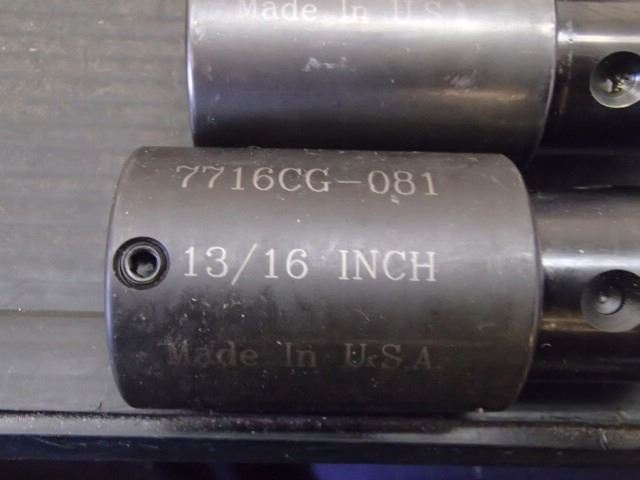 Made In U.S.A.
7716CG-081
13/16 INCH
Made In U.S.A.